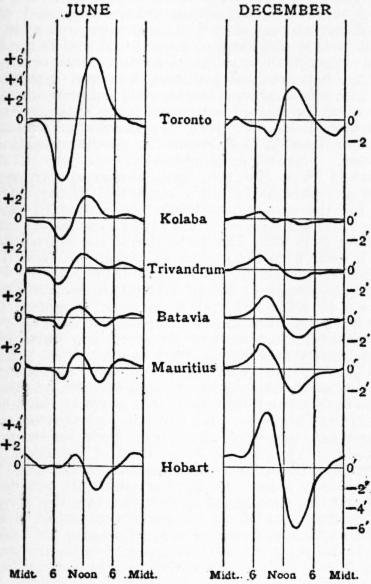 JUNE DECEMBER
+6'
+4'
+2'
0' Toronto 0'
-2
+2'
0' Kolaba 0'
-2'
+2'
0' Trivandrum 0'
-2'
+2'
0' Batavia 0'
-2'
+2'
0' Mauritius 0'
-2'
+4'
+2'
0' Hobart. 0'
-2'
-4'
-6'
Midt. 6 Noon 6 Midt. Midt. 6 Noon 6 Midt.